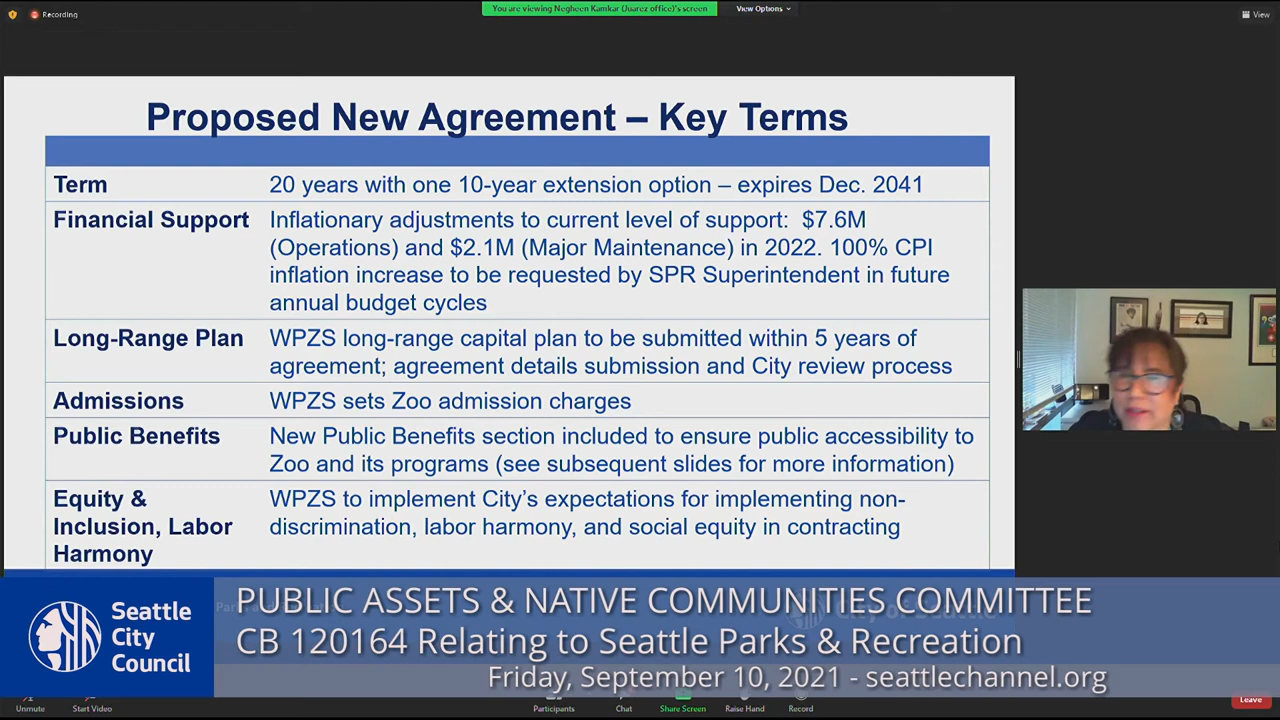 Recording
You are viewing Negheen Kamkar (Juarez office)'s screen
View Options
View
Proposed New Agreement – Key Terms
Term
20 years with one 10-year extension option – expires Dec. 2041
Financial Support
Inflationary adjustments to current level of support: $7.6M
(Operations) and $2.1M (Major Maintenance) in 2022. 100% CPI
inflation increase to be requested by SPR Superintendent in future
annual budget cycles
Long-Range Plan
WPZS long-range capital plan to be submitted within 5 years of
agreement; agreement details submission and City review process
Admissions
WPZS sets Zoo admission charges
Public Benefits
New Public Benefits section included to ensure public accessibility to
Zoo and its programs (see subsequent slides for more information)
Equity &
Inclusion, Labor
Harmony
WPZS to implement City's expectations for implementing non-
discrimination, labor harmony, and social equity in contracting
Seattle
City
Council
PUBLIC ASSETS & NATIVE COMMUNITIES COMMITTEE
CB 120164 Relating to Seattle Parks & Recreation
Friday, September 10, 2021 - seattlechannel.org
Unmute
Start Video
Participants
Chat
Share Screen
Raise Hand
Record
Leave